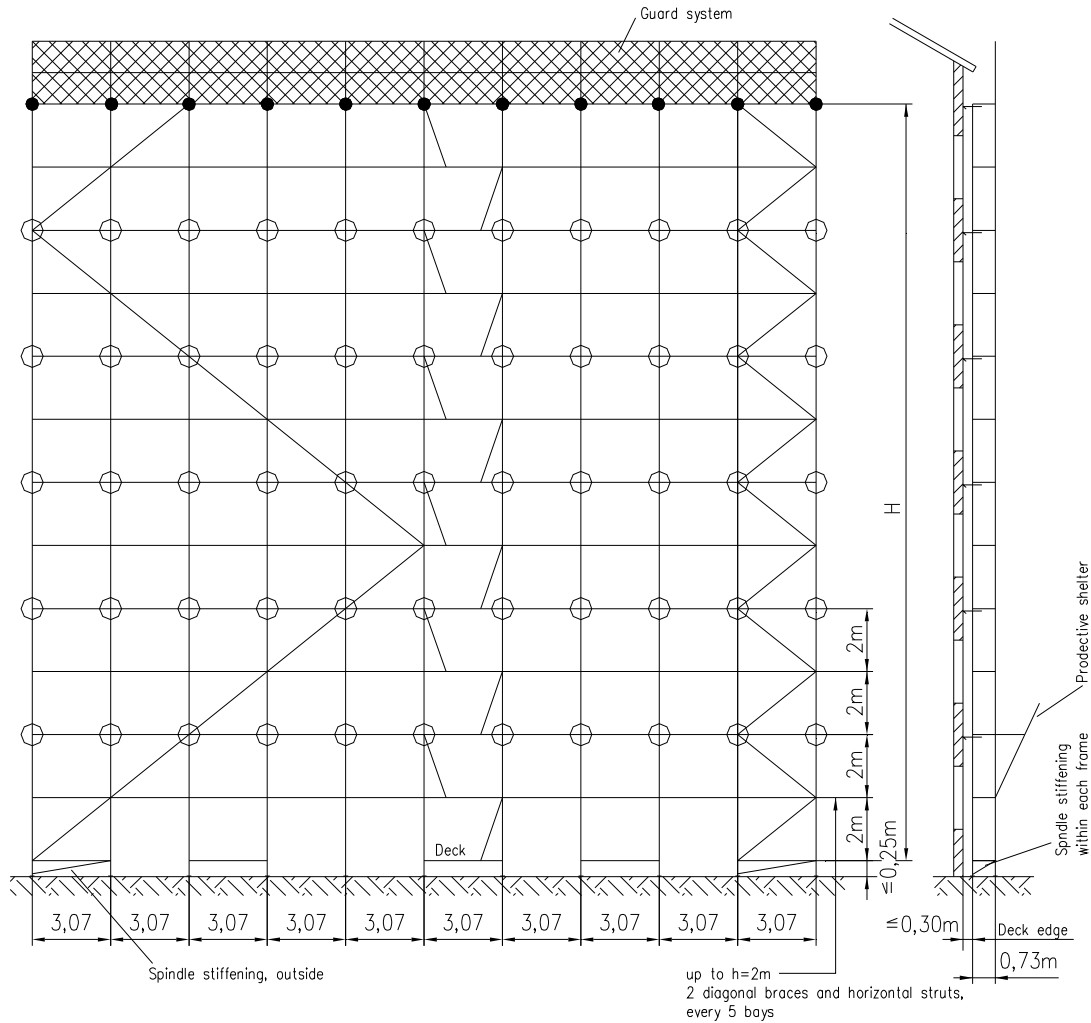 Guard system
H
Prodective shelter
2m
2m
2m
2m
≤0,25m
Spndle stiffening
within each frame
Deck
3,07
3,07
3,07
3,07
3,07
3,07
3,07
3,07
3,07
3,07
≤0,30m
Deck edge
0,73m
Spindle stiffening, outside
up to h=2m
2 diagonal braces and horizontal struts,
every 5 bays